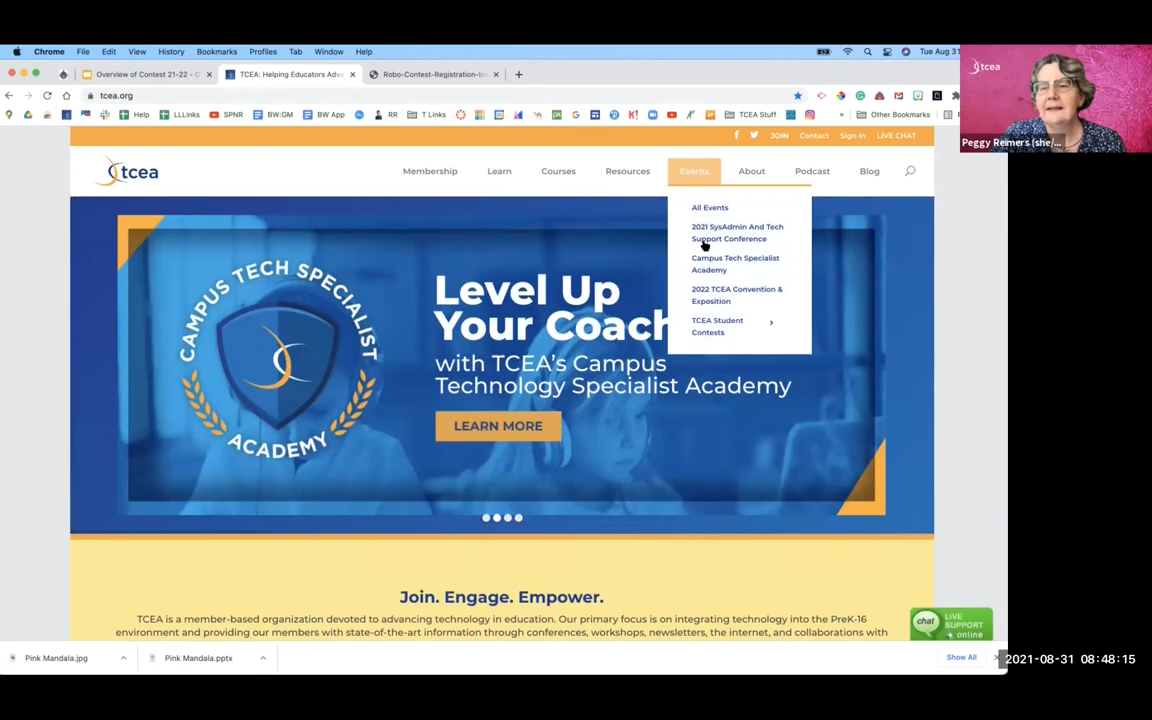 Chrome File Edit View History Bookmarks Profiles Tab Window Help
Tue Aug 31
Overview of Contest 21-22 - C
TCEA: Helping Educators Adva
Robo-Contest-Registration-In
tcea.org
Help LLLinks SPNR BW:GM BW App RR T Links K! TCEA Stuff » Other Bookmarks
tcea
Peggy Reimers (she/...
JOIN Contact Sign In LIVE CHAT
tcea
Membership Learn Courses Resources Events About Podcast Blog
All Events
2021 SysAdmin And Tech
Support Conference
Campus Tech Specialist
Academy
2022 TCEA Convention &
Exposition
TCEA Student
Contests
CAMPUS TECH SPECIALIST
ACADEMY
Level Up
Your Coach
with TCEA's Campus
Technology Specialist Academy
LEARN MORE
Join. Engage. Empower.
TCEA is a member-based organization devoted to advancing technology in education. Our primary focus is on integrating technology into the PreK-16
environment and providing our members with state-of-the-art information through conferences, workshops, newsletters, the internet, and collaborations with
chat
LIVE
SUPPORT
online
Pink Mandala.jpg
Pink Mandala.pptx
Show All
2021-08-31 08:48:15